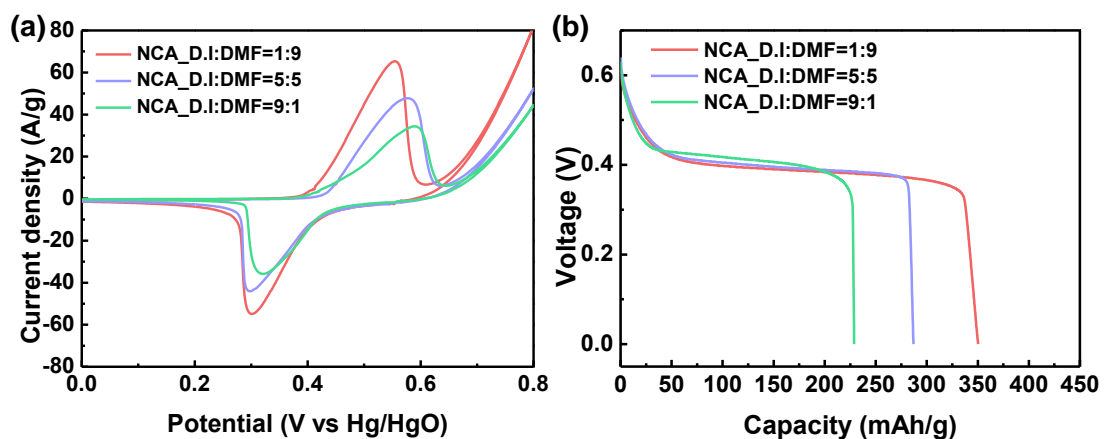 (a)
NCA_D.I:DMF=1:9
NCA_D.I:DMF=5:5
NCA_D.I:DMF=9:1
80
60
40
20
0
-20
-40
-60
-80
Current density (A/g)
0.0
0.2
0.4
0.6
0.8
Potential (V vs Hg/HgO)
(b)
NCA_D.I:DMF=1:9
NCA_D.I:DMF=5:5
NCA_D.I:DMF=9:1
0.6
0.4
0.2
0.0
Voltage (V)
0
50
100
150
200
250
300
350
400
450
Capacity (mAh/g)